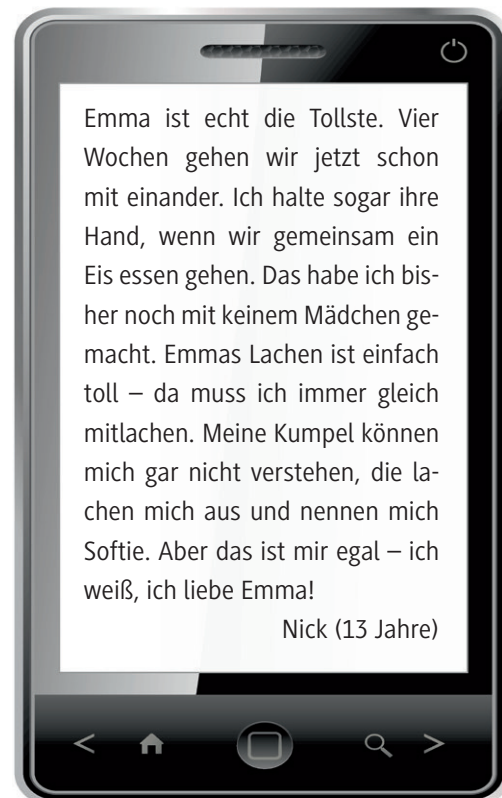 Emma ist echt die Tollste. Vier
Wochen gehen wir jetzt schon
mit einander. Ich halte sogar ihre
Hand, wenn wir gemeinsam ein
Eis essen gehen. Das habe ich bis-
her noch mit keinem Mädchen ge-
macht. Emmas Lachen ist einfach
toll – da muss ich immer gleich
mitlachen. Meine Kumpel können
mich gar nicht verstehen, die la-
chen mich aus und nennen mich
Softie. Aber das ist mir egal – ich
weiß, ich liebe Emma!
Nick (13 Jahre)